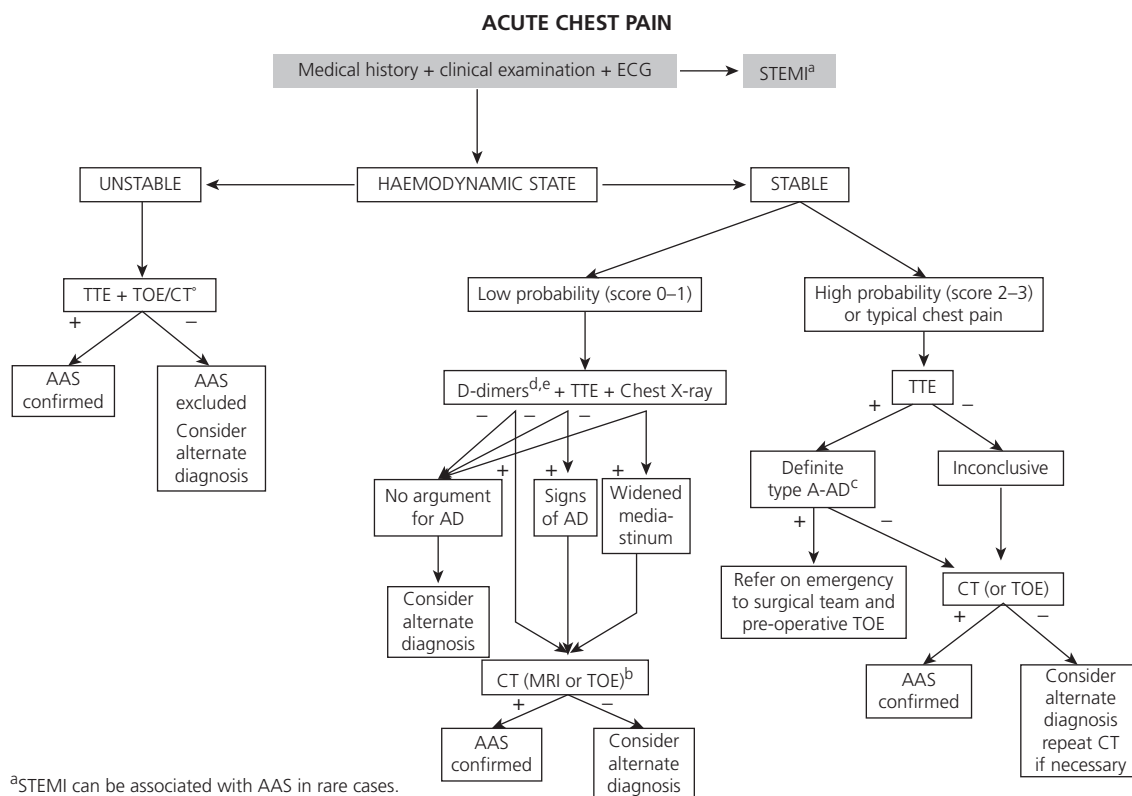 ACUTE CHEST PAIN
Medical history + clinical examination + ECG
STEMIa
UNSTABLE
HAEMODYNAMIC STATE
STABLE
TTE + TOE/CT°
+
–
AAS
confirmed
AAS
excluded
Consider
alternate
diagnosis
Low probability (score 0–1)
High probability (score 2–3)
or typical chest pain
D-dimersd,e + TTE + Chest X-ray
– – –
+ + +
No argument
for AD
Signs
of AD
Widened
media-
stinum
Consider
alternate
diagnosis
CT (MRI or TOE)b
+
–
AAS
confirmed
Consider
alternate
diagnosis
TTE
+
–
Definite
type A-ADc
Inconclusive
+
–
Refer on emergency
to surgical team and
pre-operative TOE
CT (or TOE)
+
–
AAS
confirmed
Consider
alternate
diagnosis
repeat CT
if necessary
aSTEMI can be associated with AAS in rare cases.